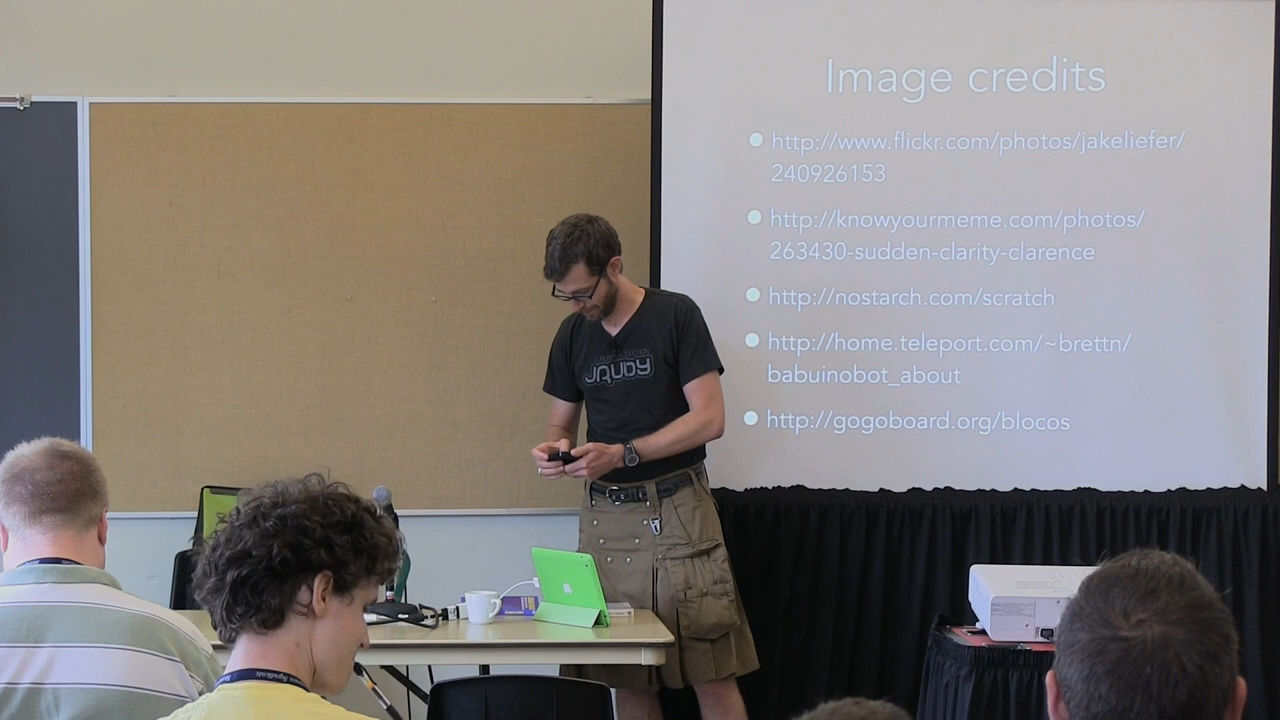 Image credits
http://www.flickr.com/photos/jakeliefer/
240926153
http://knowyourmeme.com/photos/
263430-sudden-clarity-clarence
http://nostarch.com/scratch
http://home.teleport.com/~brettn/
babuinobot_about
http://gogoboard.org/blocos
JRUBY